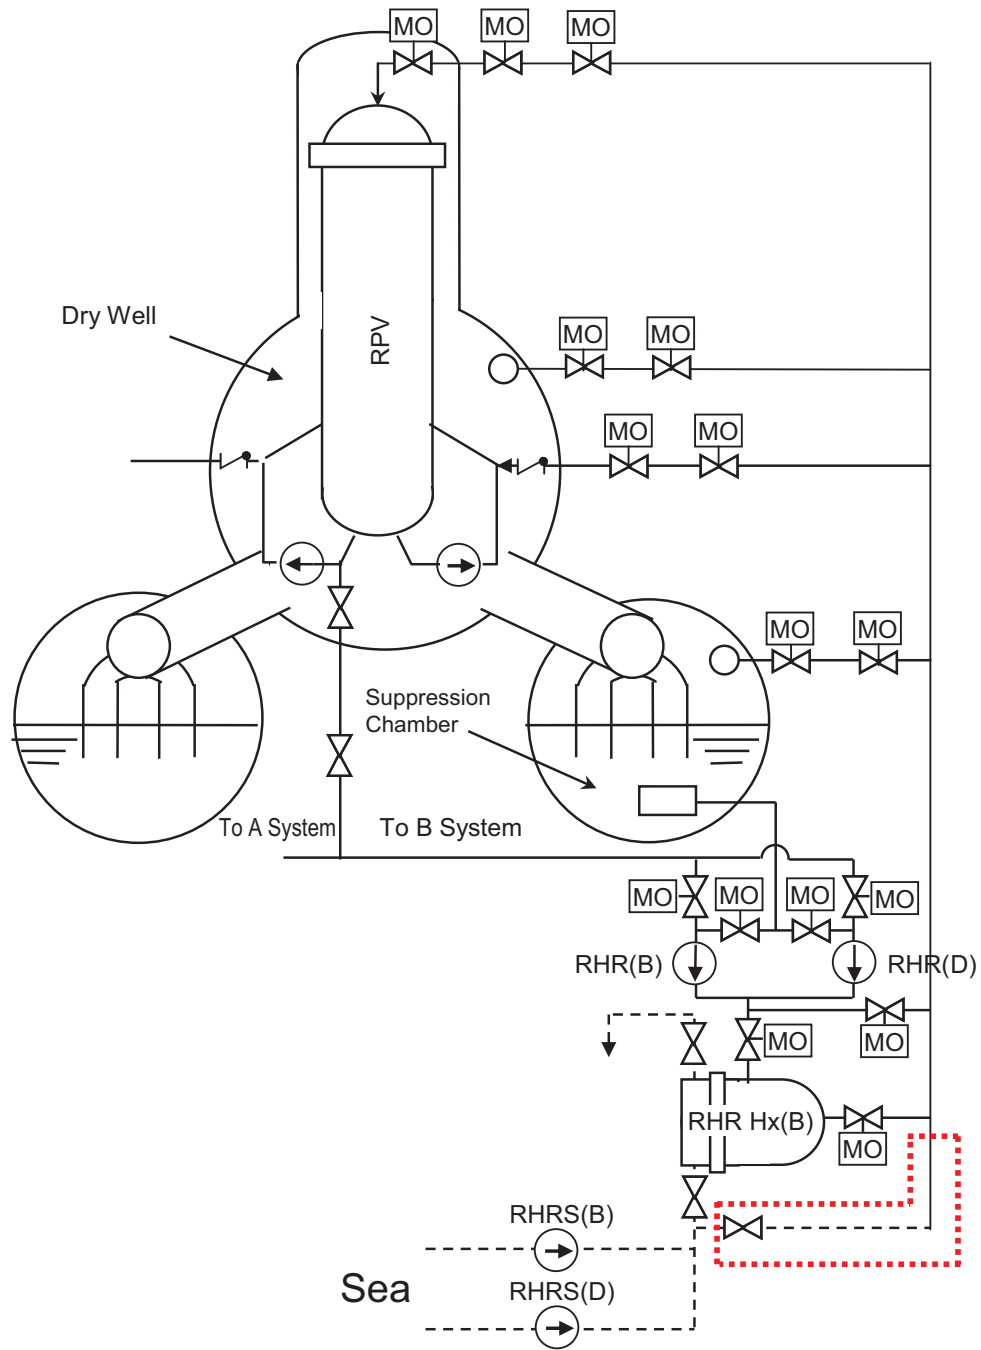 MO
MO
MO
Dry Well
RPV
MO
MO
MO
MO
MO
MO
Suppression
Chamber
To A System
To B System
MO
MO
MO
MO
RHR(B)
RHR(D)
MO
MO
RHR Hx(B)
MO
RHRS(B)
Sea
RHRS(D)